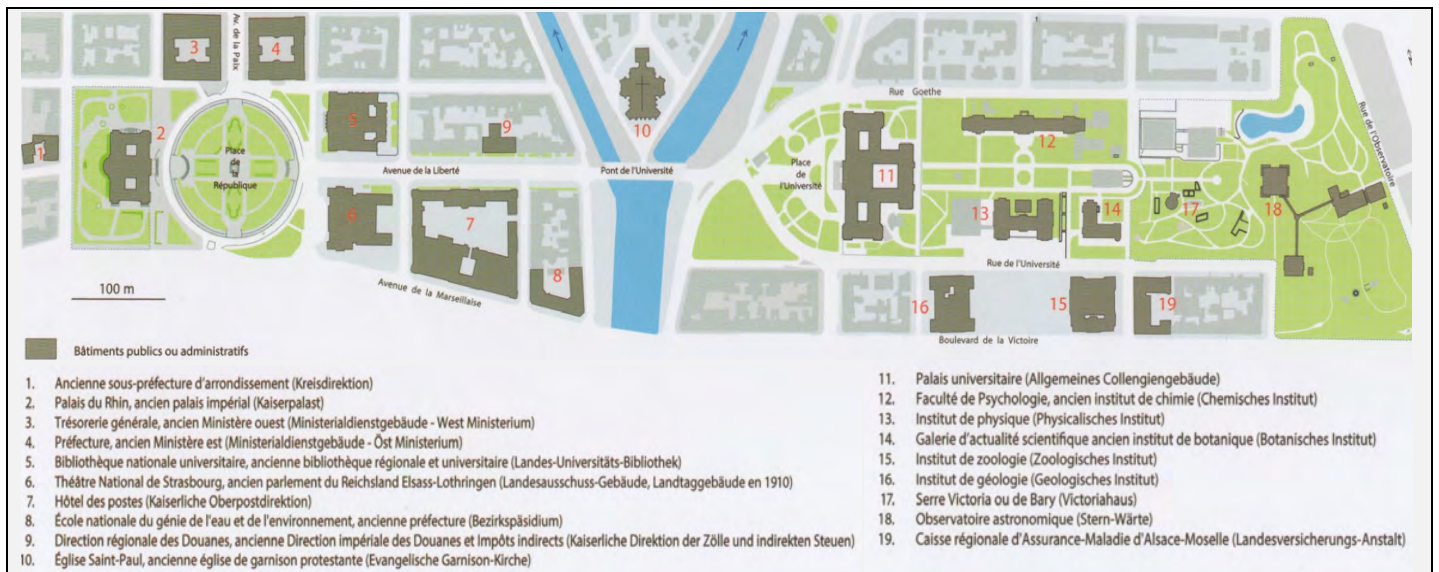 3
Av. de la Paix
4
1
2
Place
de
la
République
5
9
10
Avenue de la Liberté
Pont de l'Université
6
7
8
Avenue de la Marseillaise
100 m
Rue Goethe
1
Place
de
l'Université
11
12
13
14
17
18
Rue de l'Observatoire
Rue de l'Université
16
15
19
Boulevard de la Victoire
Bâtiments publics ou administratifs
1. Ancienne sous-préfecture d'arrondissement (Kreisdirektion)
2. Palais du Rhin, ancien palais impérial (Kaiserpalast)
3. Trésorerie générale, ancien Ministère ouest (Ministerialdienstgebäude - West Ministerium)
4. Préfecture, ancien Ministère est (Ministerialdienstgebäude - Öst Ministerium)
5. Bibliothèque nationale universitaire, ancienne bibliothèque régionale et universitaire (Landes-Universitäts-Bibliothek)
6. Théâtre National de Strasbourg, ancien parlement du Reichsland Elsass-Lothringen (Landesausschuss-Gebäude, Landtaggebäude en 1910)
7. Hôtel des postes (Kaiserliche Oberpostdirektion)
8. École nationale du génie de l'eau et de l'environnement, ancienne préfecture (Bezirkspäsidium)
9. Direction régionale des Douanes, ancienne Direction impériale des Douanes et Impôts indirects (Kaiserliche Direktion der Zölle und indirekten Steuen)
10. Église Saint-Paul, ancienne église de garnison protestante (Evangelische Garnison-Kirche)
11. Palais universitaire (Allgemeines Collengiengebäude)
12. Faculté de Psychologie, ancien institut de chimie (Chemisches Institut)
13. Institut de physique (Physicalisches Institut)
14. Galerie d'actualité scientifique ancien institut de botanique (Botanisches Institut)
15. Institut de zoologie (Zoologisches Institut)
16. Institut de géologie (Geologisches Institut)
17. Serre Victoria ou de Bary (Victoriahaus)
18. Observatoire astronomique (Stern-Wärte)
19. Caisse régionale d'Assurance-Maladie d'Alsace-Moselle (Landesversicherungs-Anstalt)